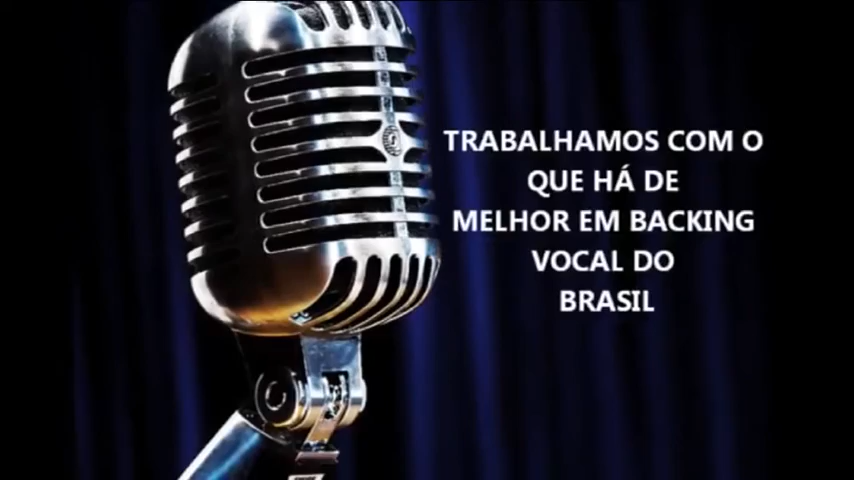 TRABALHAMOS COM O
QUE HÁ DE
MELHOR EM BACKING
VOCAL DO
BRASIL